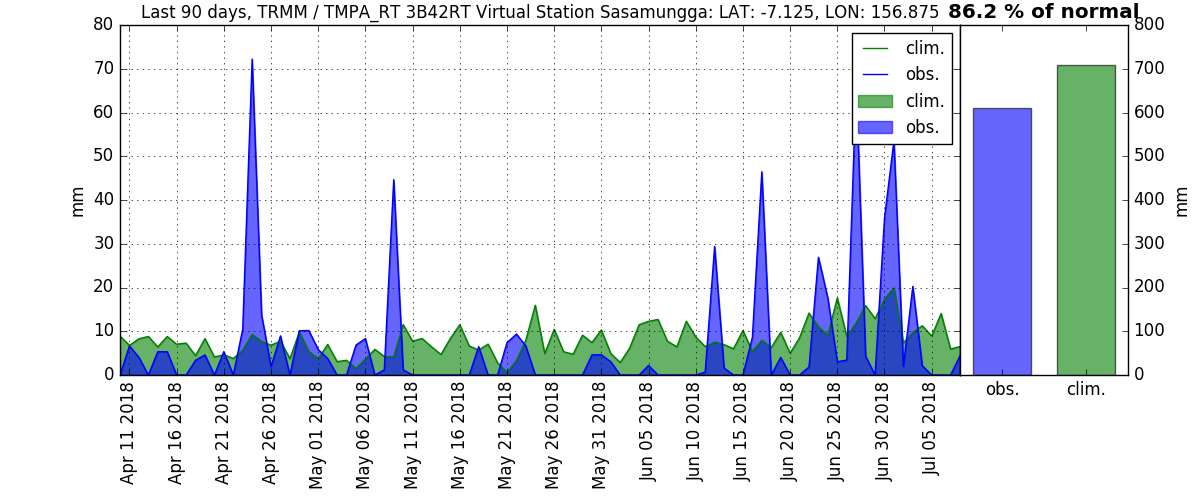 Last 90 days, TRMM / TMPA_RT 3B42RT Virtual Station Sasamungga: LAT: -7.125, LON: 156.875
86.2 % of normal
80
70
60
50
40
30
20
10
0
mm
clim.
obs.
clim.
obs.
800
700
600
500
400
300
200
100
0
mm
Apr 11 2018
Apr 16 2018
Apr 21 2018
Apr 26 2018
May 01 2018
May 06 2018
May 11 2018
May 16 2018
May 21 2018
May 26 2018
May 31 2018
Jun 05 2018
Jun 10 2018
Jun 15 2018
Jun 20 2018
Jun 25 2018
Jun 30 2018
Jul 05 2018
obs.
clim.